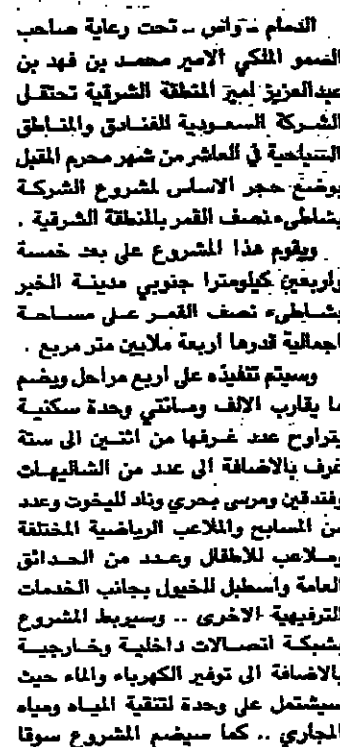 الدمام - واس - تحت رعاية صاحب
السمو الملكي الامير محمد بن فهد بن
عبدالعزيز امير المنطقة الشرقية تحتفل
الشركة السعودية للفنادق والمناطق
السياحية في العاشر من شهر محرم المقبل
بوضع حجر الاساس لمشروع الشركة
بشاطىء نصف القمر بالمنطقة الشرقية .
ويقوم هذا المشروع على بعد خمسة
واربعين كيلومترا جنوبي مدينة الخبر
بشاطىء نصف القمر على مساحة
اجمالية قدرها اربعة ملايين متر مربع .
وسيتم تنفيذه على اربع مراحل ويضم
ما يقارب الالف ومائتي وحدة سكنية
يتراوح عدد غرفها من اثنتين الى ستة
غرف بالاضافة الى عدد من الشاليهات
وفندقين ومرسى بحري وناد لليخوت وعدد
من المسابح والملاعب الرياضية المختلفة
وملاعب للاطفال وعدد من الحدائق
العامة واسطبل للخيول بجانب الخدمات
الترفيهية الاخرى .. وسيربط المشروع
بشبكة اتصالات داخلية وخارجية
بالاضافة الى توفير الكهرباء والماء حيث
سيشتمل على وحدة لتنقية المياه ومياه
المجاري .. كما سيضم المشروع سوقا